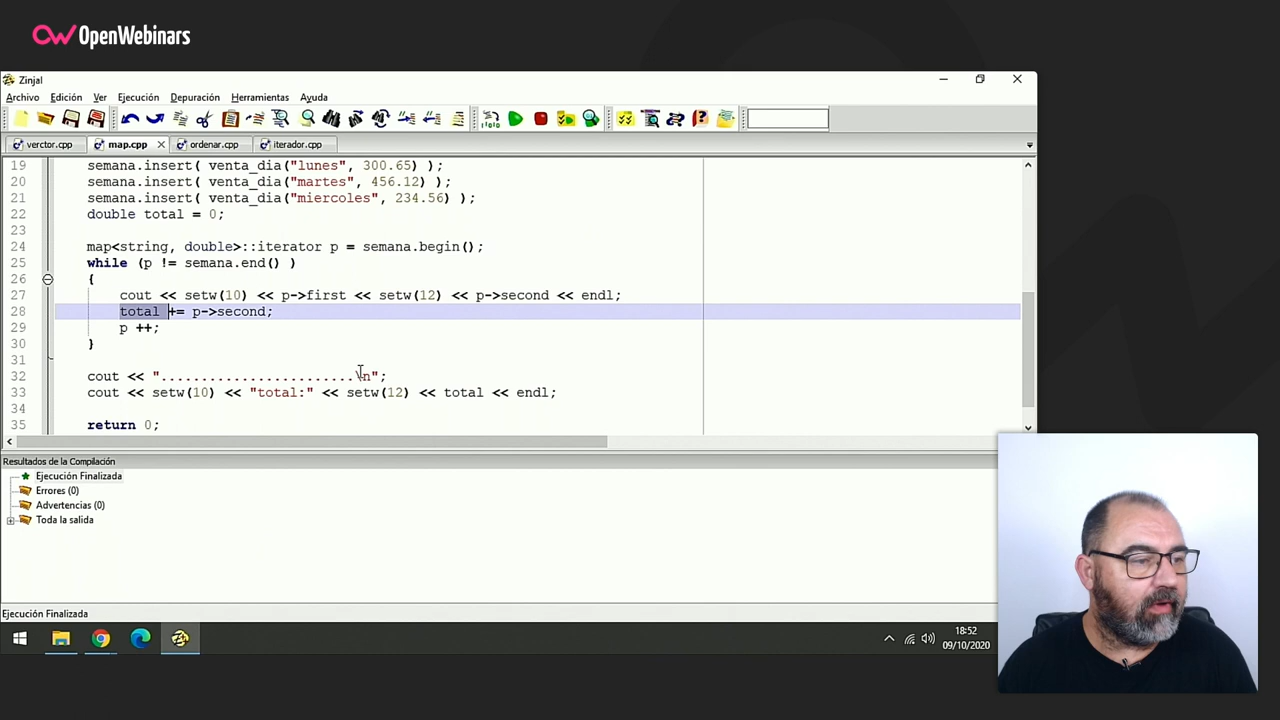 OpenWebinars
Zinjal
Archivo Edición Ver Ejecución Depuración Herramientas Ayuda
verctor.cpp map.cpp ordenar.cpp iterador.cpp
19 semana.insert( venta_dia("lunes", 300.65) );
20 semana.insert( venta_dia("martes", 456.12) );
21 semana.insert( venta_dia("miercoles", 234.56) );
22 double total = 0;
23
24 map<string, double>::iterator p = semana.begin();
25 while (p != semana.end() )
26 {
27 cout << setw(10) << p->first << setw(12) << p->second << endl;
28 total += p->second;
29 p ++;
30 }
31
32 cout << "........................\n";
33 cout << setw(10) << "total:" << setw(12) << total << endl;
34
35 return 0;
Resultados de la Compilación
Ejecución Finalizada
Errores (0)
Advertencias (0)
Toda la salida
Ejecución Finalizada
18:52
09/10/2020